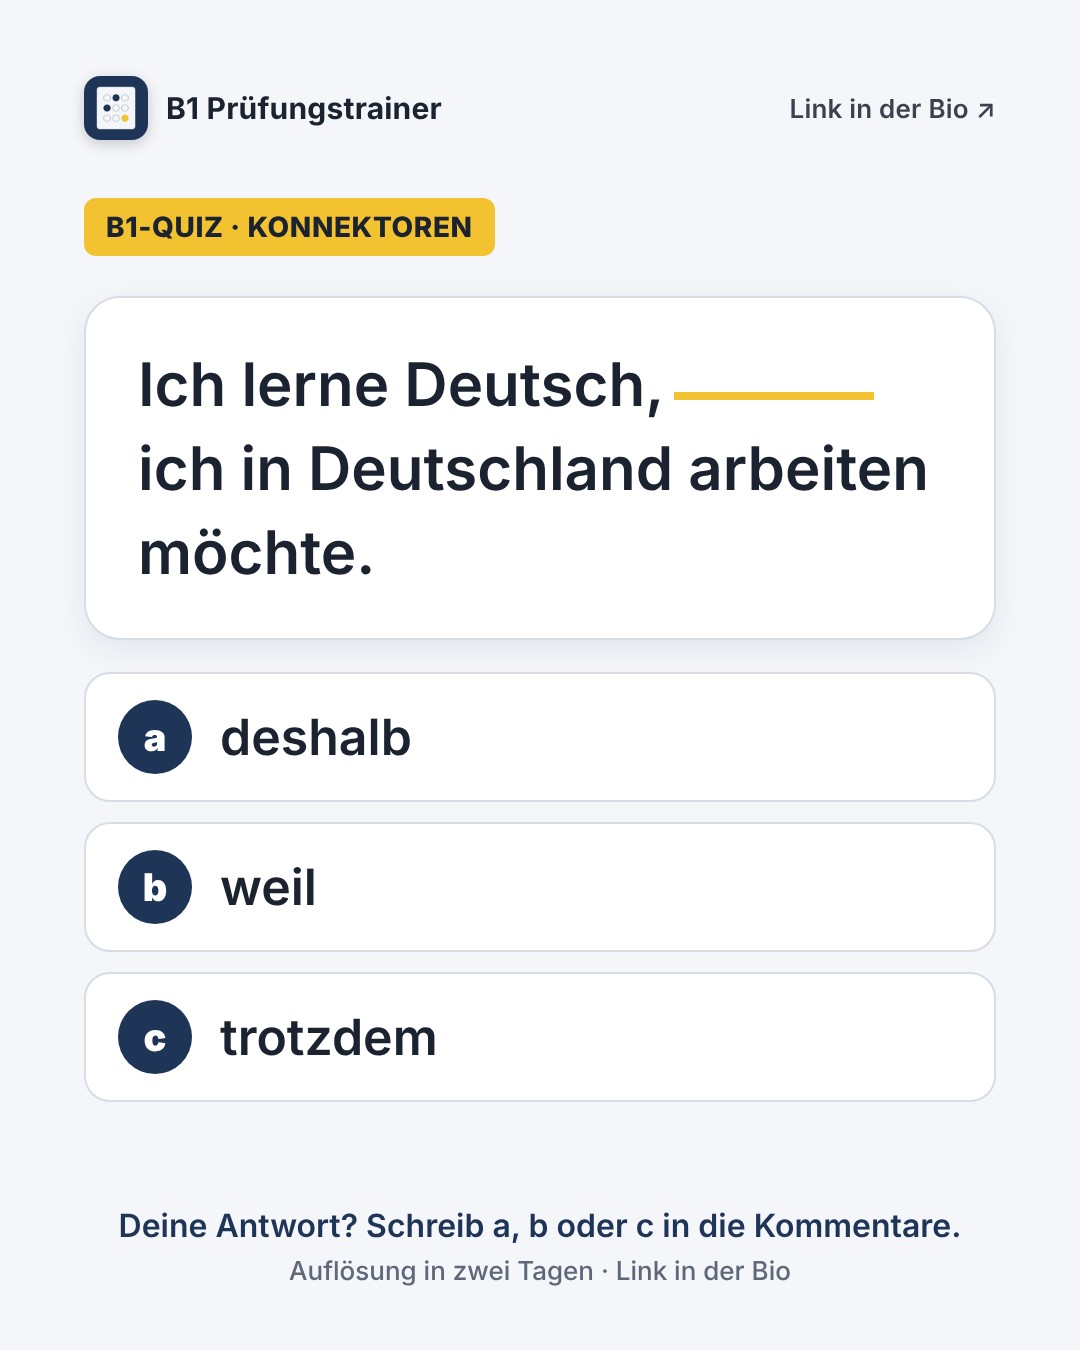 B1 Prüfungstrainer
Link in der Bio ↗
B1-QUIZ · KONNEKTOREN
Ich lerne Deutsch, ______
ich in Deutschland arbeiten
möchte.
a deshalb
b weil
c trotzdem
Deine Antwort? Schreib a, b oder c in die Kommentare.
Auflösung in zwei Tagen · Link in der Bio